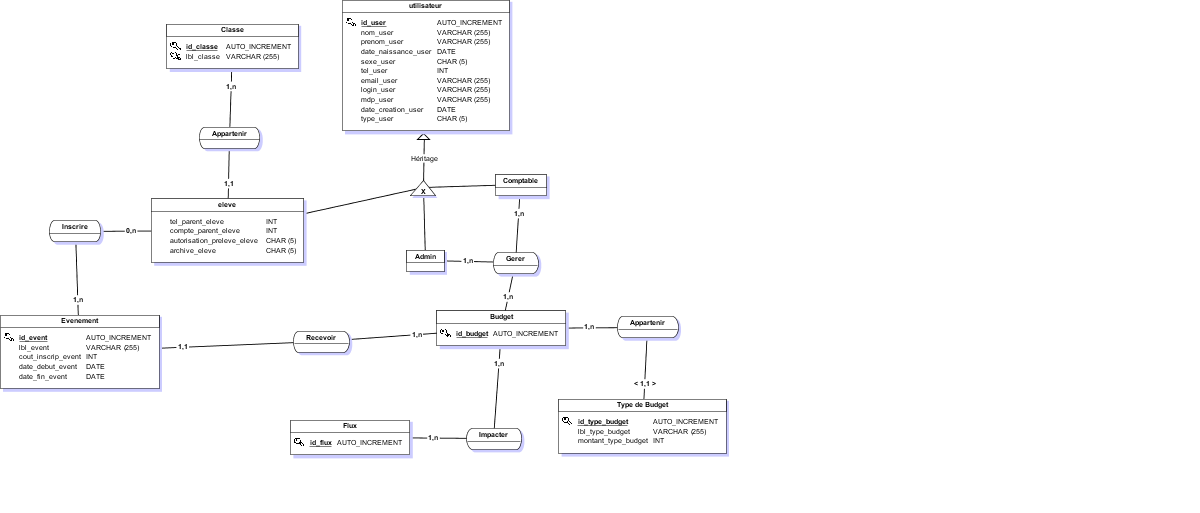 utilisateur
id_user AUTO_INCREMENT
nom_user VARCHAR (255)
prenom_user VARCHAR (255)
date_naissance_user DATE
sexe_user CHAR (5)
tel_user INT
email_user VARCHAR (255)
login_user VARCHAR (255)
mdp_user VARCHAR (255)
date_creation_user DATE
type_user CHAR (5)
Classe
id_classe AUTO_INCREMENT
lbl_classe VARCHAR (255)
1,n
Appartenir
1,1
Héritage
X
Comptable
1,n
eleve
tel_parent_eleve INT
compte_parent_eleve INT
autorisation_preleve_eleve CHAR (5)
archive_eleve CHAR (5)
Inscrire
0,n
1,n
Admin
1,n
Gerer
1,n
Evenement
id_event AUTO_INCREMENT
lbl_event VARCHAR (255)
cout_inscrip_event INT
date_debut_event DATE
date_fin_event DATE
1,1
Recevoir
1,n
Budget
id_budget AUTO_INCREMENT
1,n
Appartenir
< 1,1 >
1,n
Type de Budget
id_type_budget AUTO_INCREMENT
lbl_type_budget VARCHAR (255)
montant_type_budget INT
Flux
id_flux AUTO_INCREMENT
1,n
Impacter